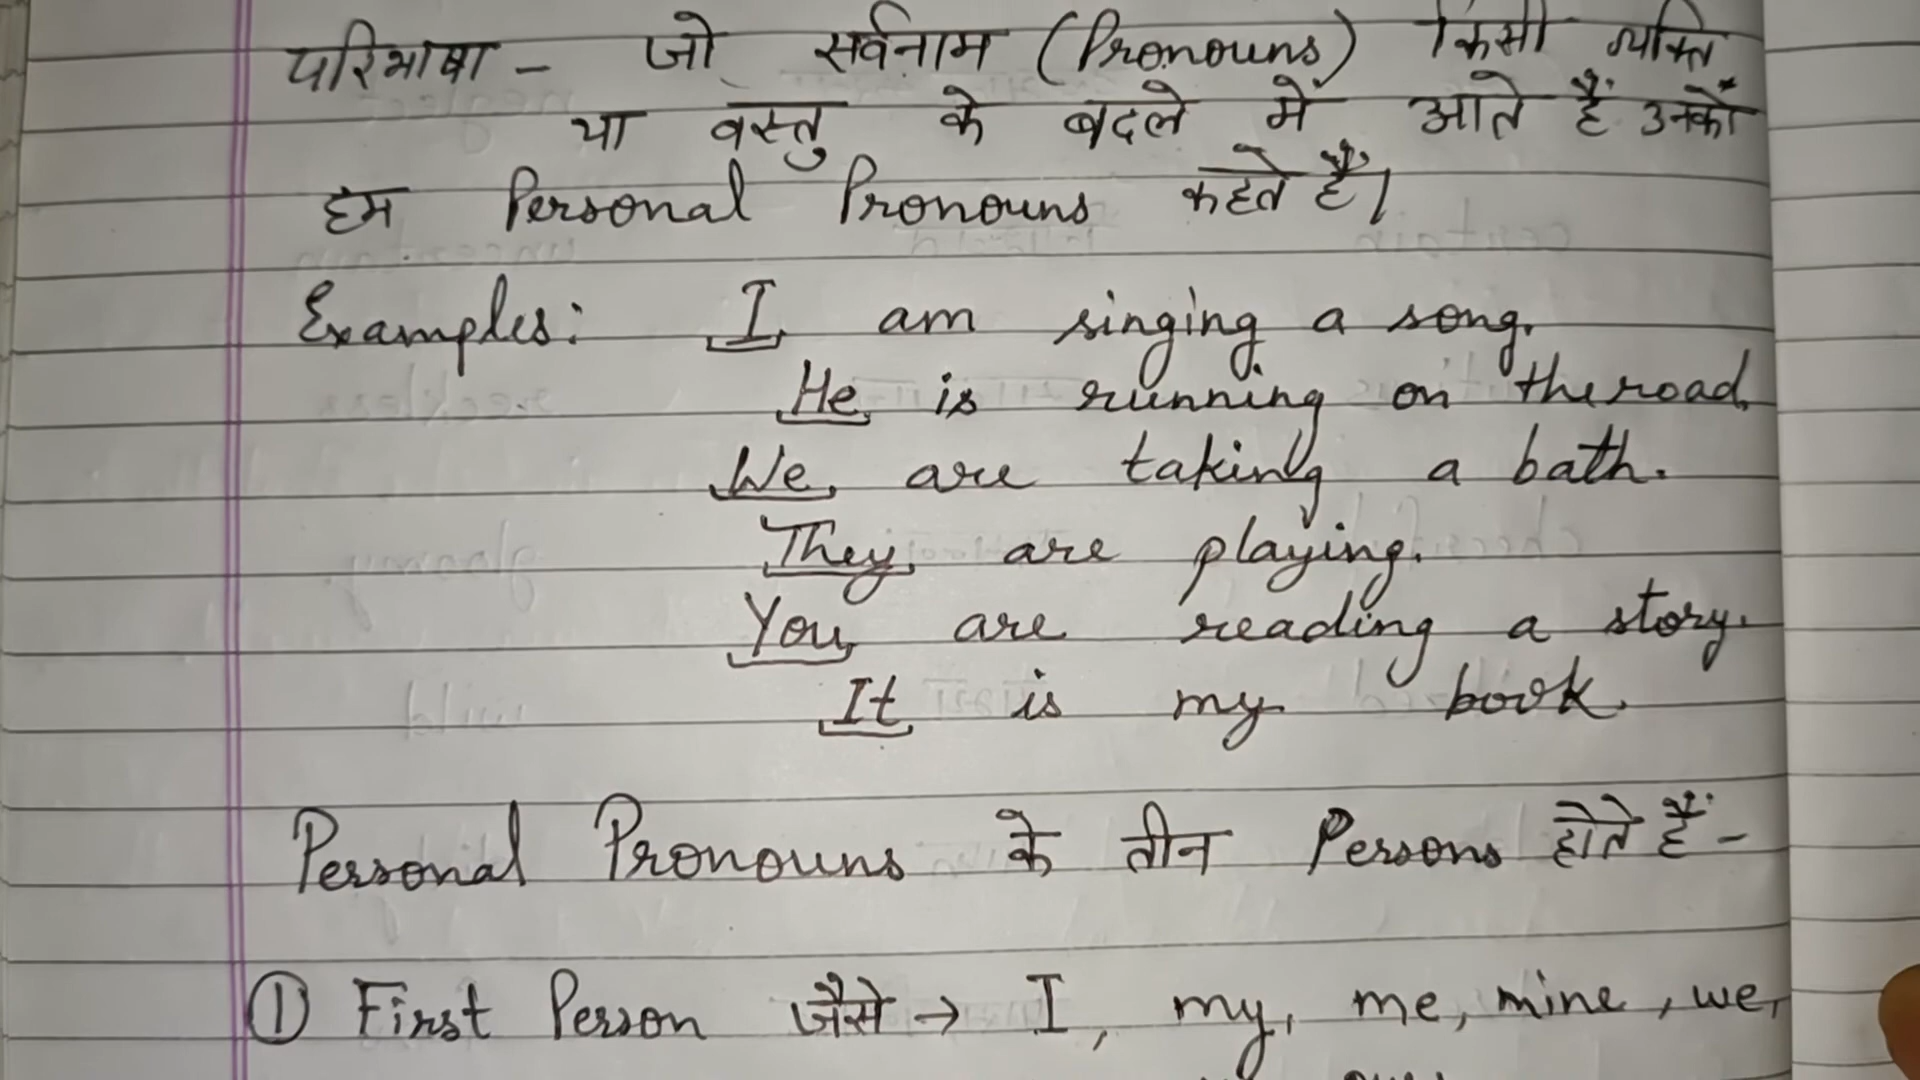 परिभाषा - जो सर्वनाम (Pronouns) किसी व्यक्ति
या वस्तु के बदले में आते हैं उनको
हम Personal Pronouns कहते हैं।
Examples: I am singing a song.
He is running on the road.
We are taking a bath.
They are playing.
You are reading a story.
It is my book.
Personal Pronouns के तीन Persons होते हैं -
① First Person जैसे → I, my, me, mine, we,